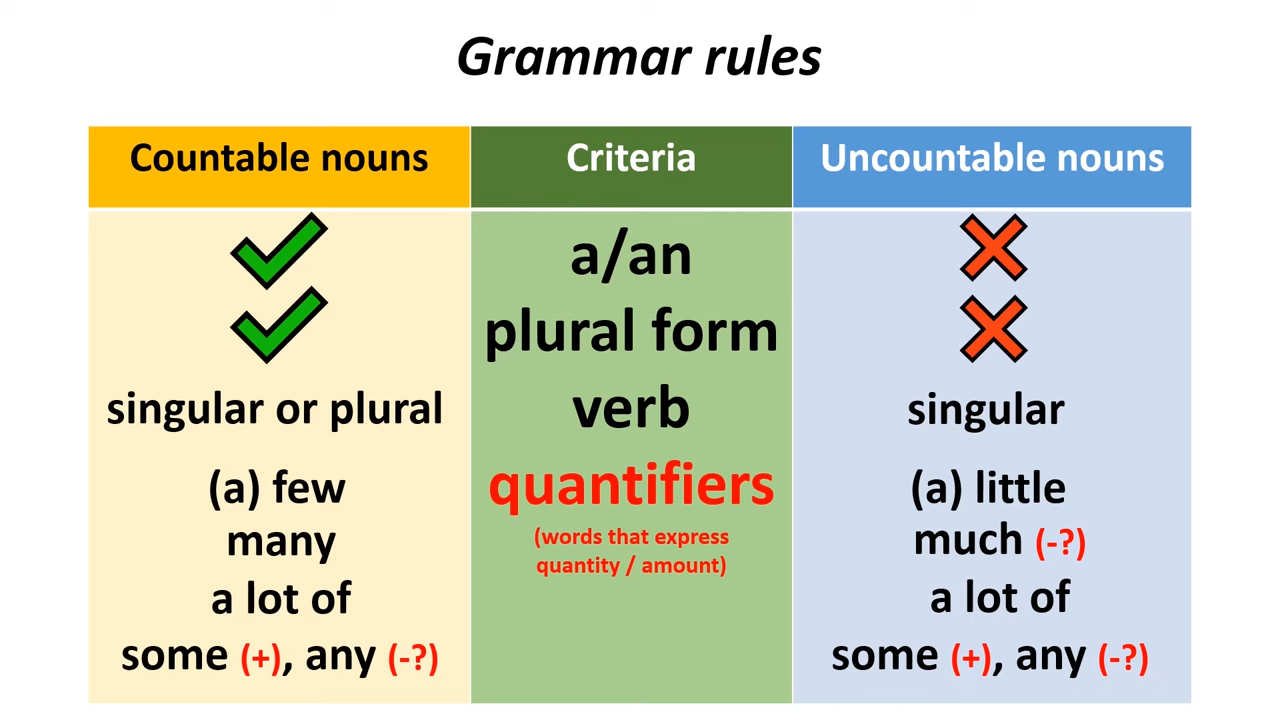 Grammar rules
Countable nouns Criteria Uncountable nouns
a/an
plural form
singular or plural verb singular
(a) few quantifiers (a) little
many (words that express much (-?)
quantity / amount)
a lot of a lot of
some (+), any (-?) some (+), any (-?)